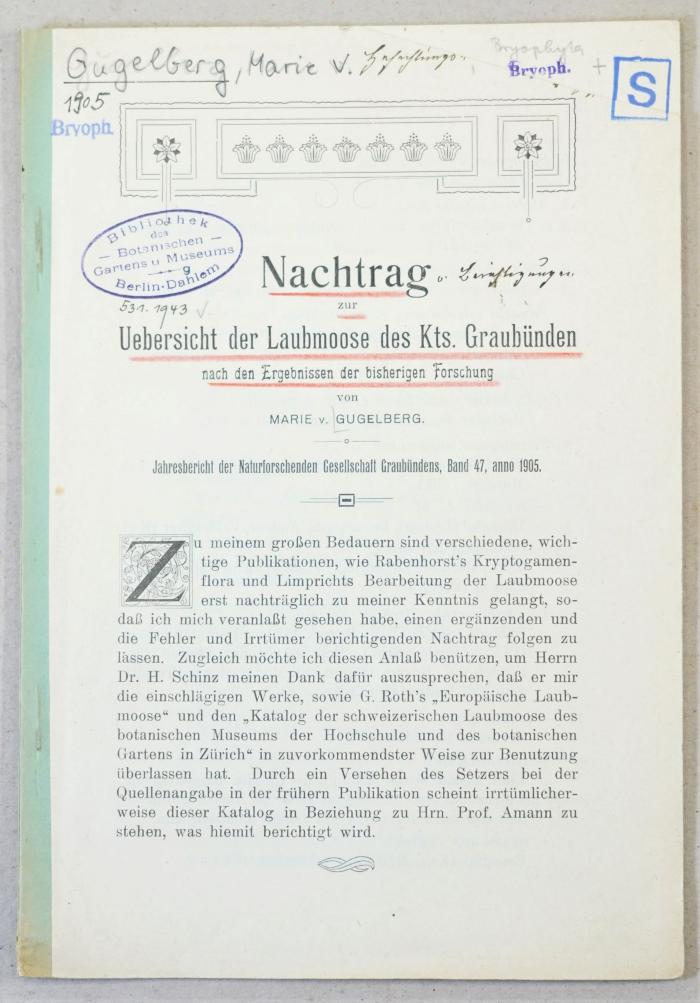 Gugelberg, Marie v.
Bryophyta
Bryoph. +
S
1905
Bryoph.
Bibliothek
des
— Botanischen —
Gartens u Museums
Berlin-Dahlem
531. 1943
Nachtrag u. Berichtigungen
zur
Uebersicht der Laubmoose des Kts. Graubünden
nach den Ergebnissen der bisherigen Forschung
von
MARIE v. GUGELBERG.
Jahresbericht der Naturforschenden Gesellschaft Graubündens, Band 47, anno 1905.
Zu meinem großen Bedauern sind verschiedene, wich-
tige Publikationen, wie Rabenhorst's Kryptogamen-
flora und Limprichts Bearbeitung der Laubmoose
erst nachträglich zu meiner Kenntnis gelangt, so-
daß ich mich veranlaßt gesehen habe, einen ergänzenden und
die Fehler und Irrtümer berichtigenden Nachtrag folgen zu
lassen. Zugleich möchte ich diesen Anlaß benützen, um Herrn
Dr. H. Schinz meinen Dank dafür auszusprechen, daß er mir
die einschlägigen Werke, sowie G. Roth's „Europäische Laub-
moose“ und den „Katalog der schweizerischen Laubmoose des
botanischen Museums der Hochschule und des botanischen
Gartens in Zürich“ in zuvorkommendster Weise zur Benutzung
überlassen hat. Durch ein Versehen des Setzers bei der
Quellenangabe in der frühern Publikation scheint irrtümlicher-
weise dieser Katalog in Beziehung zu Hrn. Prof. Amann zu
stehen, was hiemit berichtigt wird.